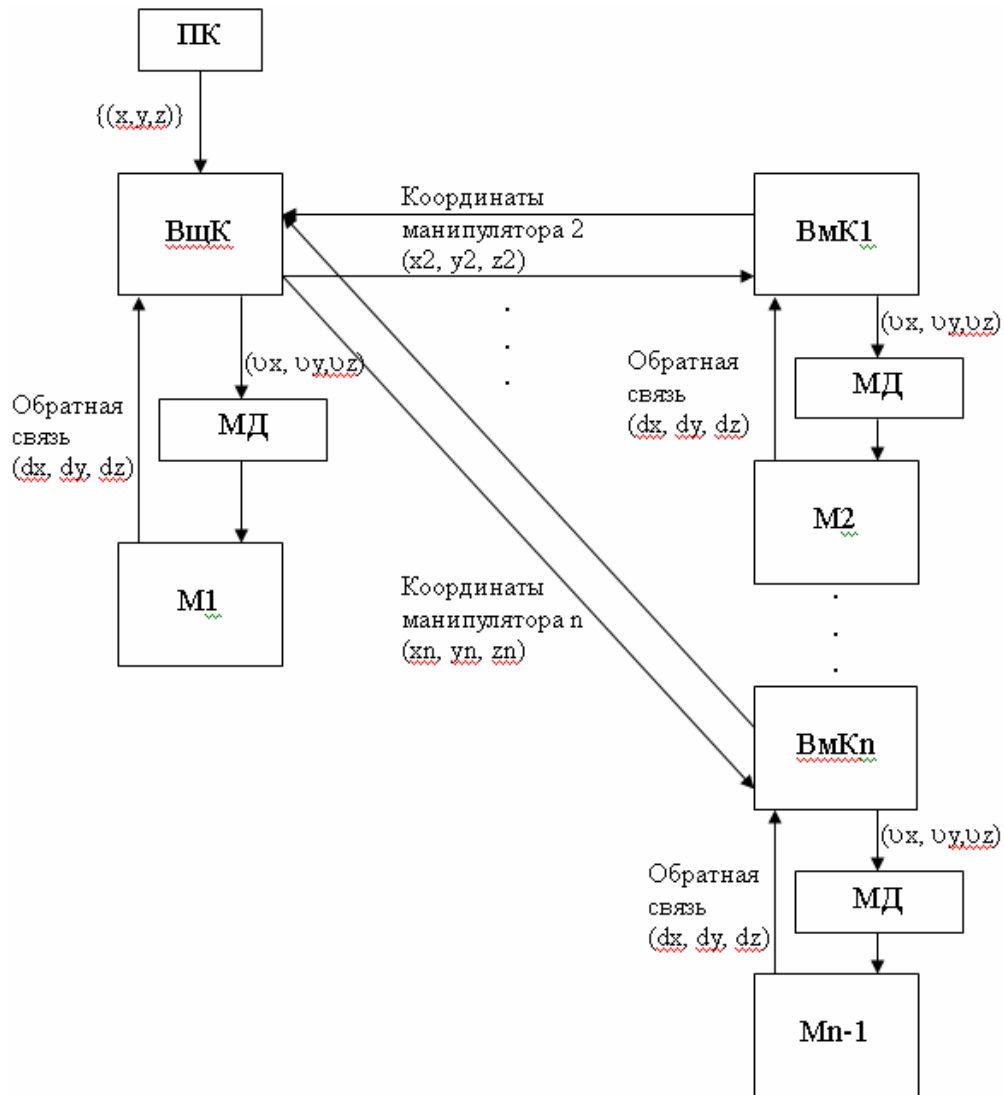 ПК
{(x,y,z)}
ВщК
Координаты
манипулятора 2
(x2, y2, z2)
ВмК1
(υx, υy,υz)
Обратная
связь
(dx, dy, dz)
МД
М1
(υx, υy,υz)
Обратная
связь
(dx, dy, dz)
МД
М2
.
.
.
Координаты
манипулятора n
(xn, yn, zn)
.
.
.
ВмКn
(υx, υy,υz)
Обратная
связь
(dx, dy, dz)
МД
Мn-1